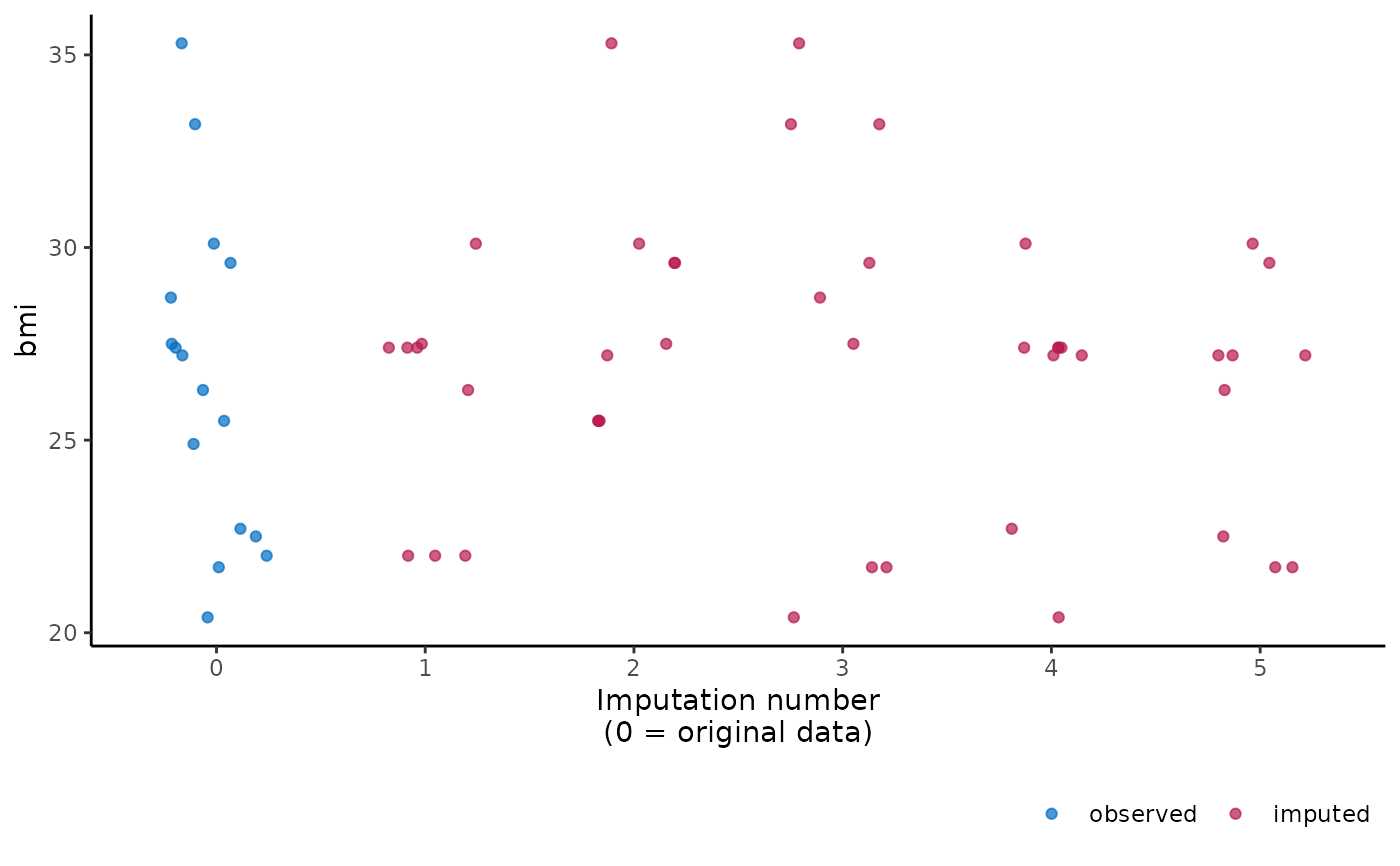 35
30
25
20
bmi
0 1 2 3 4 5
Imputation number
(0 = original data)
observed imputed